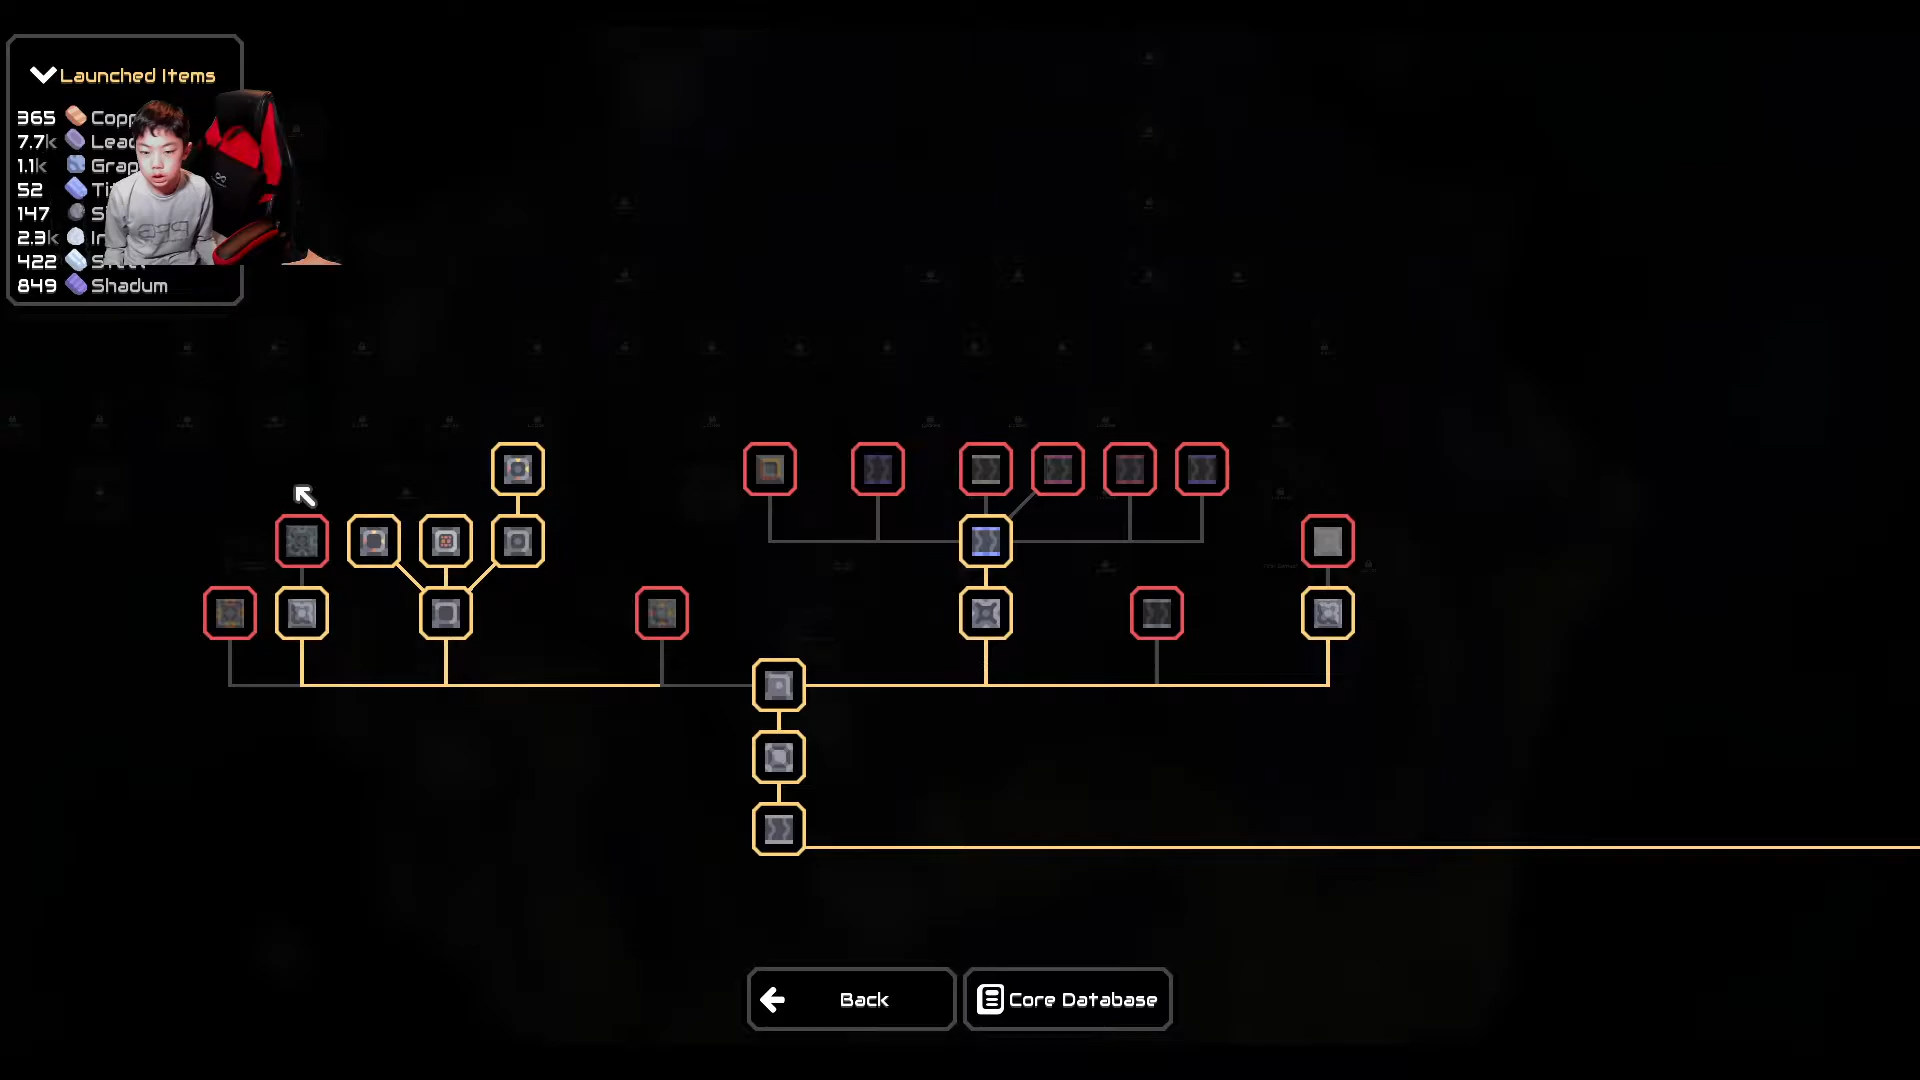 Launched Items
365 Copp
7.7k Lead
1.1k Grap
52 Ti
147 S
2.3k In
422 S
849 Shadum
Back
Core Database